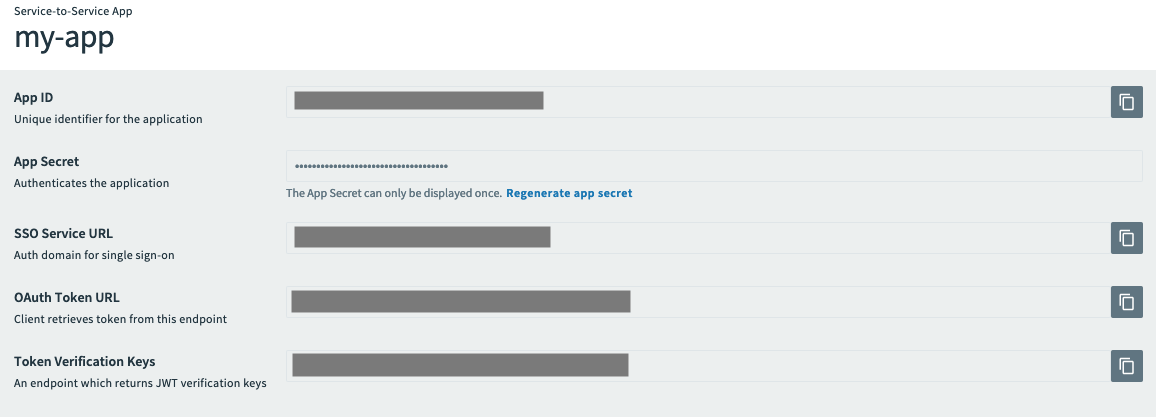 Service-to-Service App
my-app
App ID
Unique identifier for the application
App Secret
Authenticates the application
••••••••••••••••••••••••••••••••••••
The App Secret can only be displayed once. Regenerate app secret
SSO Service URL
Auth domain for single sign-on
OAuth Token URL
Client retrieves token from this endpoint
Token Verification Keys
An endpoint which returns JWT verification keys